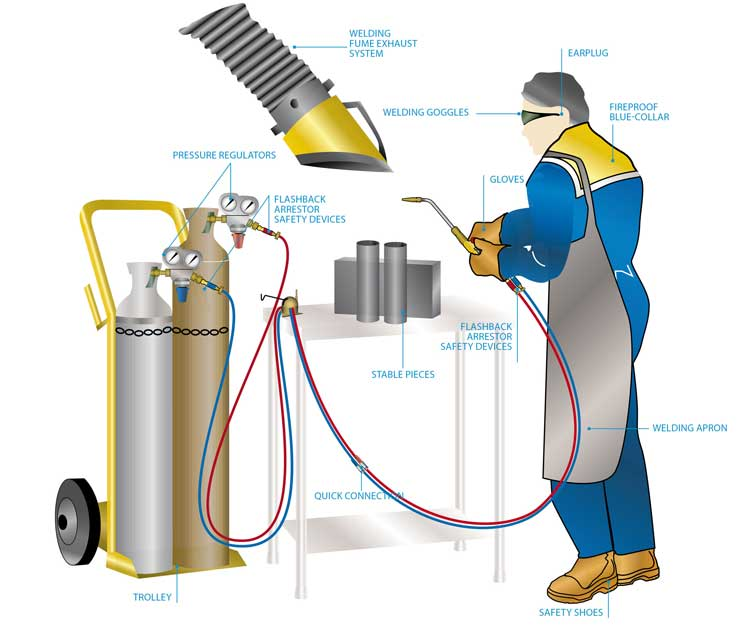 WELDING
FUME EXHAUST
SYSTEM
EARPLUG
WELDING GOGGLES
FIREPROOF
BLUE-COLLAR
PRESSURE REGULATORS
GLOVES
FLASHBACK
ARRESTOR
SAFETY DEVICES
FLASHBACK
ARRESTOR
SAFETY DEVICES
STABLE PIECES
WELDING APRON
QUICK CONNECTION
TROLLEY
SAFETY SHOES